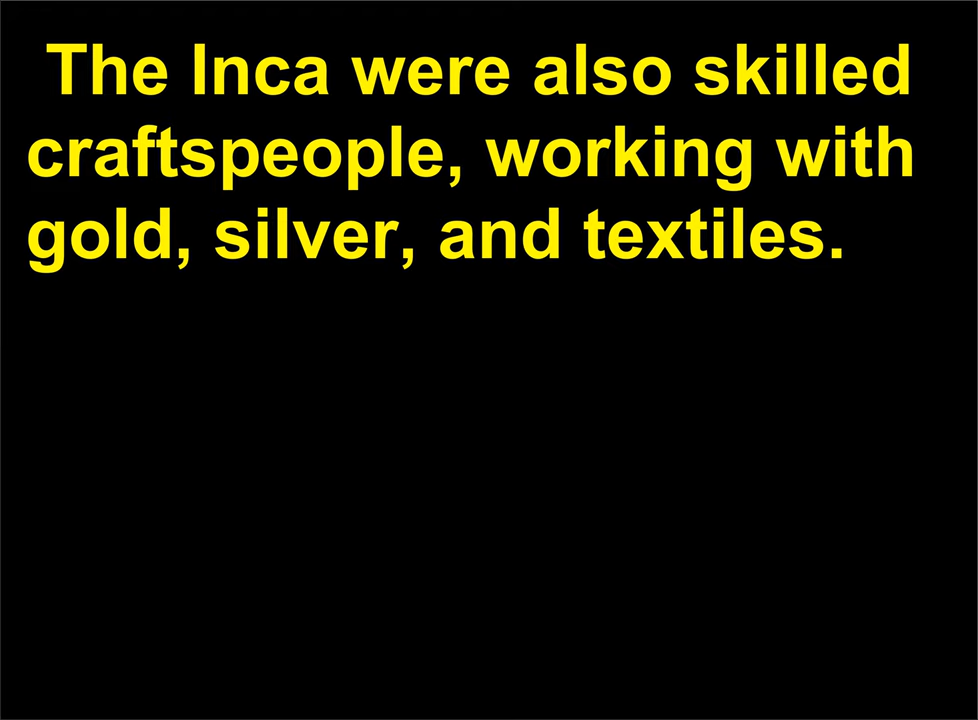 The Inca were also skilled
craftspeople, working with
gold, silver, and textiles.